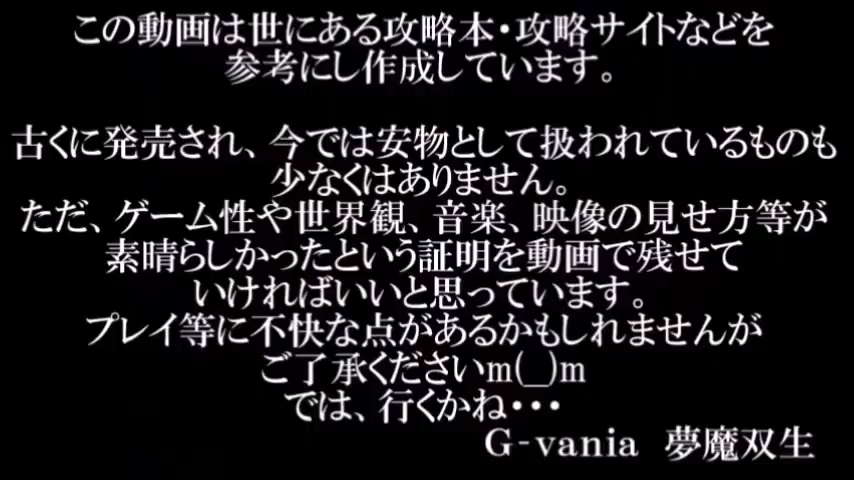 この動画は世にある攻略本・攻略サイトなどを
参考にし作成しています。
古くに発売され、今では安物として扱われているものも
少なくはありません。
ただ、ゲーム性や世界観、音楽、映像の見せ方等が
素晴らしかったという証明を動画で残せて
いければいいと思っています。
プレイ等に不快な点があるかもしれませんが
ご了承くださいm(__)m
では、行くかね・・・
G-vania　夢魔双生